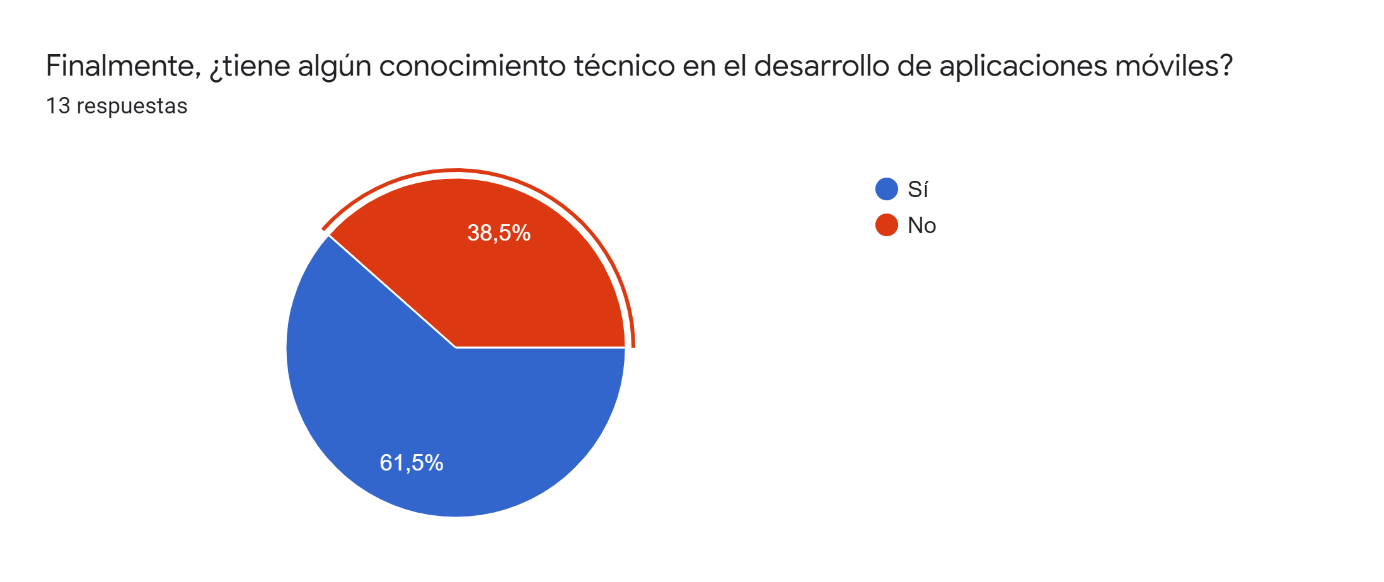 Finalmente, ¿tiene algún conocimiento técnico en el desarrollo de aplicaciones móviles?
13 respuestas
Sí
No
38,5%
61,5%